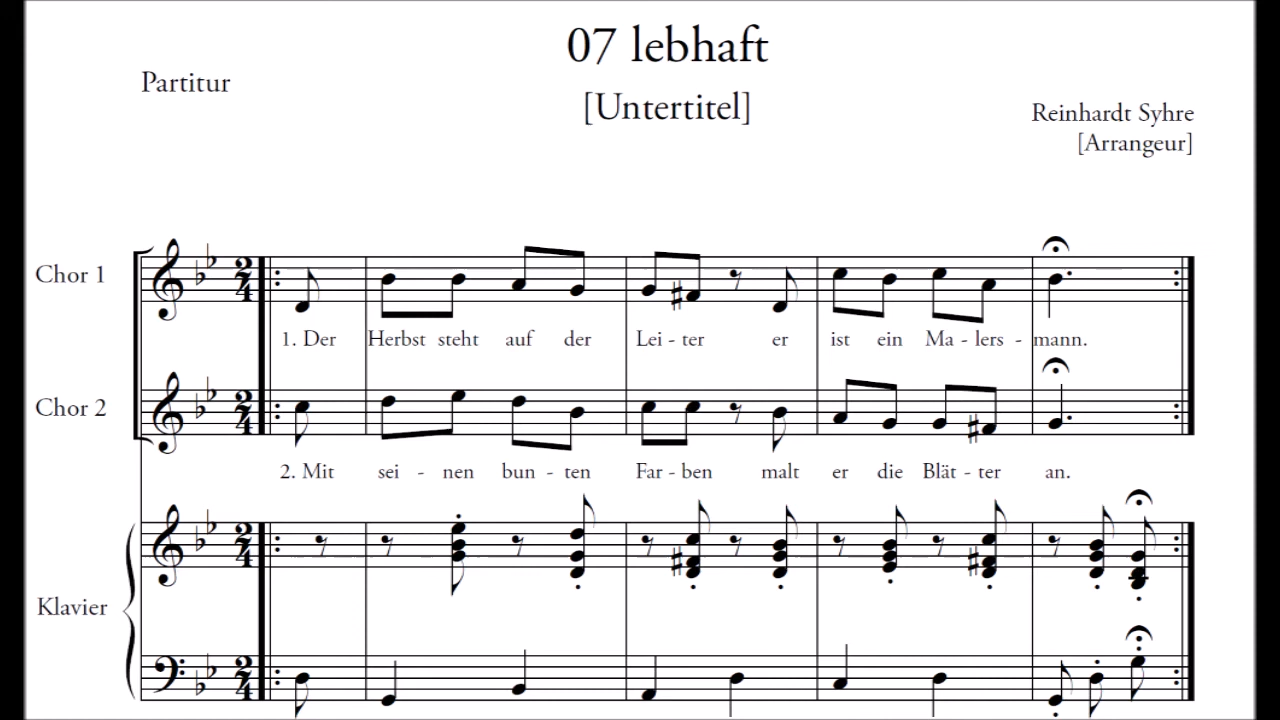 07 lebhaft
Partitur
[Untertitel]
Reinhardt Syhre
[Arrangeur]
Chor 1
1. Der Herbst steht auf der Lei - ter er ist ein Ma - lers - mann.
Chor 2
2. Mit sei - nen bun - ten Far - ben malt er die Blät - ter an.
Klavier